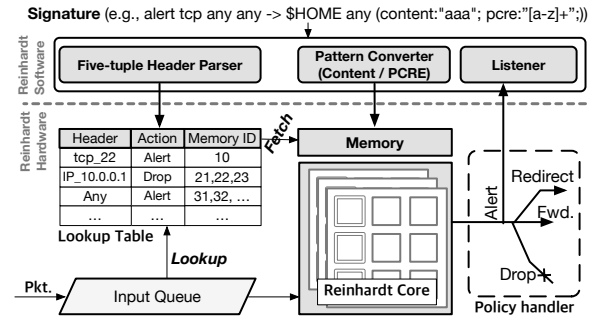 Signature (e.g., alert tcp any any -> $HOME any (content:"aaa"; pcre:"[a-z]+";))
Reinhardt
Software
Five-tuple Header Parser
Pattern Converter
(Content / PCRE)
Listener
Reinhardt
Hardware
Header Action Memory ID
tcp_22 Alert 10
IP_10.0.0.1 Drop 21,22,23
Any Alert 31,32, ...
... ... ...
Lookup Table
Fetch
Memory
Lookup
Pkt.
Input Queue
Reinhardt Core
Alert
Redirect
Fwd.
Drop
Policy handler